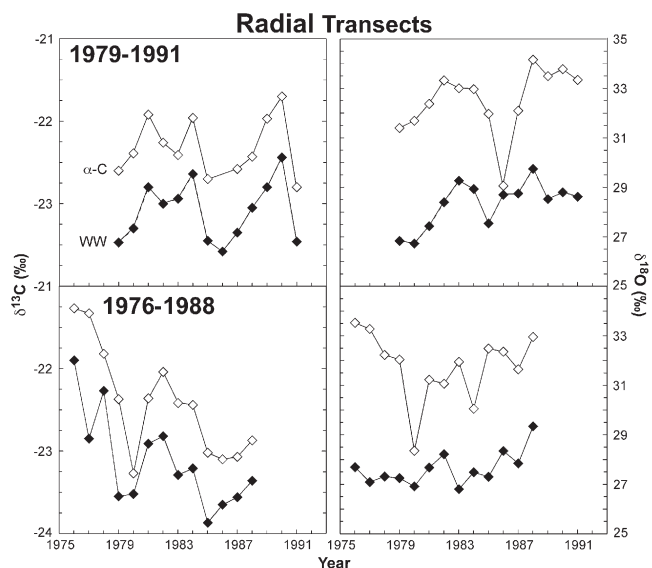 Radial Transects
1979-1991
α-C
WW
-21
-22
-23
-21
-22
-23
-24
δ13C (‰)
1976-1988
35
33
31
29
27
25
33
31
29
27
25
δ18O (‰)
1975 1979 1983 1987 1991 1975 1979 1983 1987 1991
Year